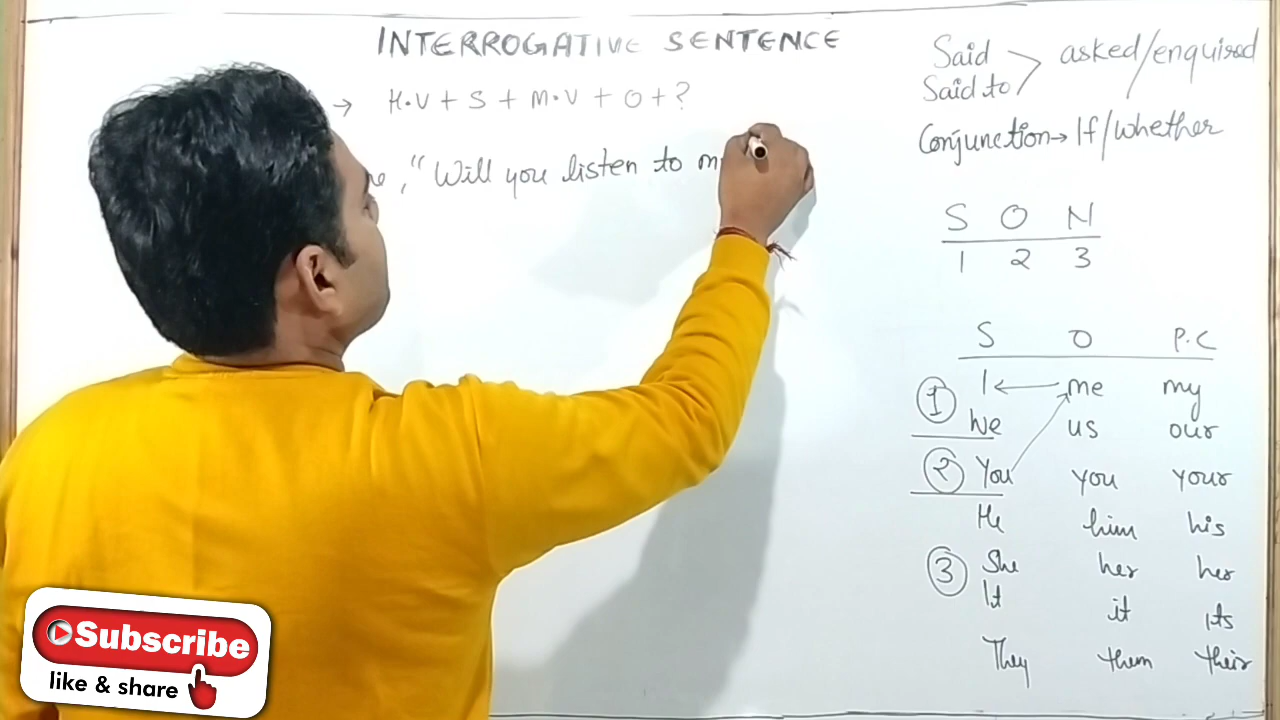 INTERROGATIVE SENTENCE
→ H.V + S + M.V + O + ?
, "Will you listen to
Said
Said to > asked/enquired
Conjunction → If/whether
S O N
1 2 3
S O P.C
1 I ← me my
We us our
2 You you your
He him his
3 She her her
It it its
They them their
Subscribe
like & share